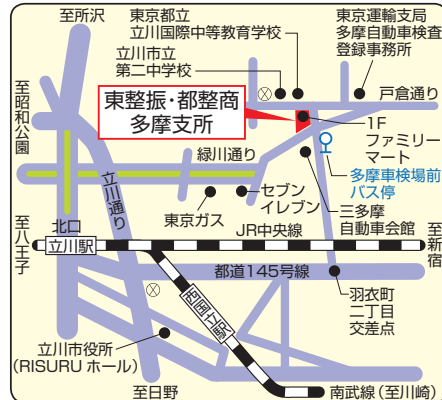 至所沢
東京都立
立川国際中等教育学校
東京運輸支局
多摩自動車検査
登録事務所
立川市立
第二中学校
戸倉通り
至昭和公園
東整振・都整商
多摩支所
1F
ファミリー
マート
緑川通り
多摩車検場前
バス停
立川通り
セブン
イレブン
東京ガス
三多摩
自動車会館
北口
立川駅
JR中央線
至八王子
至新宿
都道145号線
西国立駅
羽衣町
二丁目
交差点
立川市役所
(RISURUホール)
至日野
南武線(至川崎)